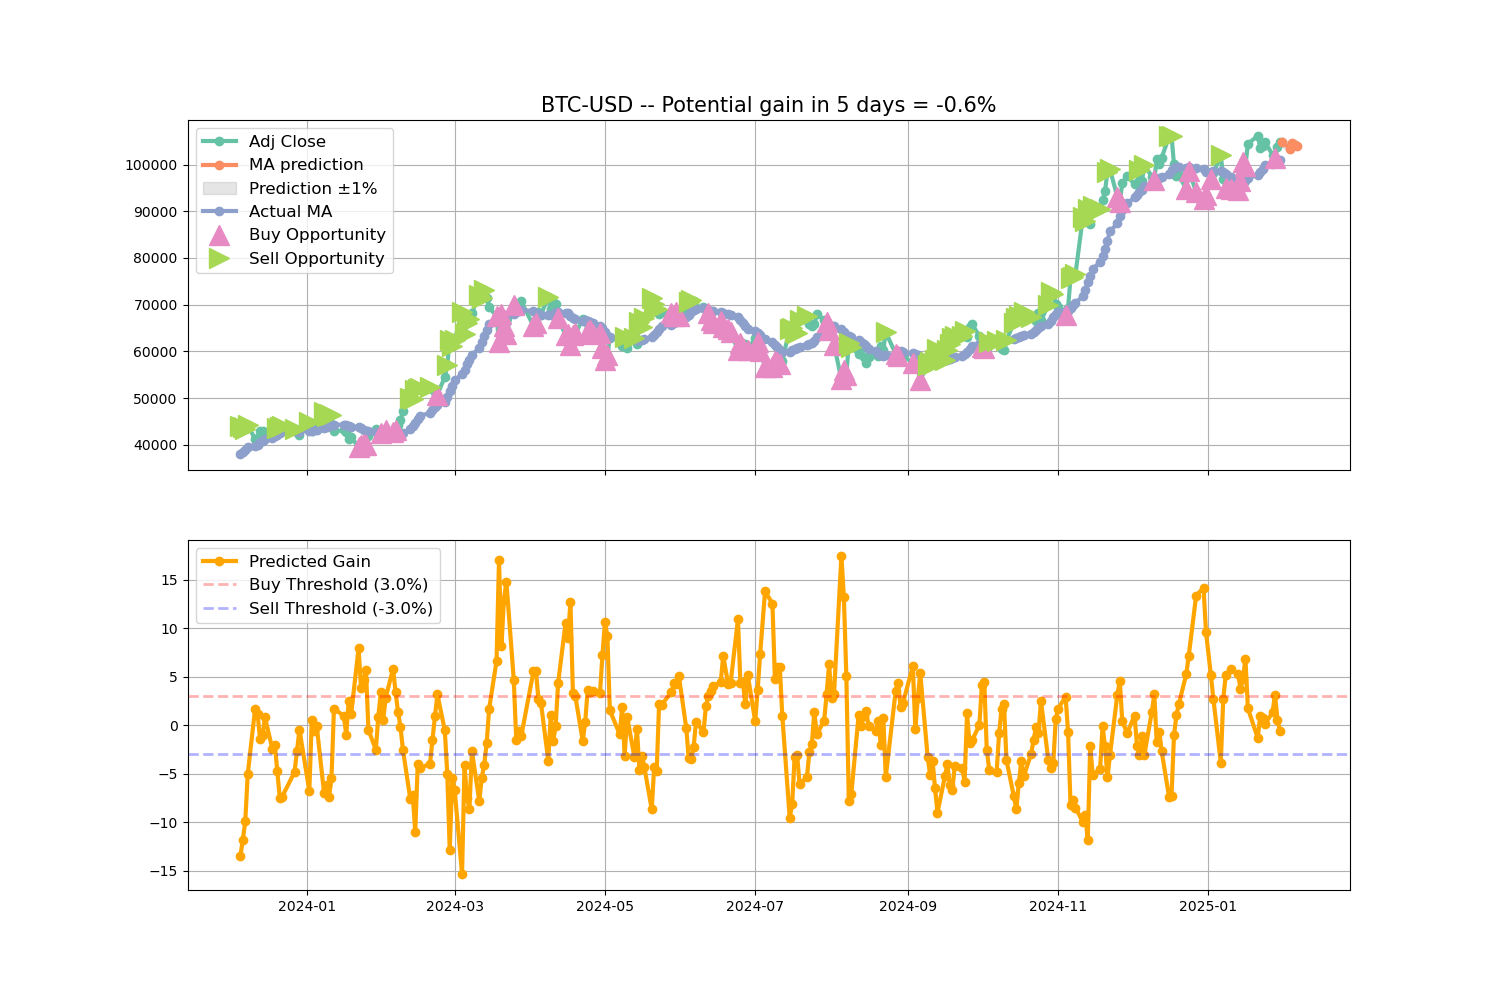 BTC-USD -- Potential gain in 5 days = -0.6%
Adj Close
MA prediction
Prediction ±1%
Actual MA
Buy Opportunity
Sell Opportunity
100000
90000
80000
70000
60000
50000
40000
Predicted Gain
Buy Threshold (3.0%)
Sell Threshold (-3.0%)
15
10
5
0
−5
−10
−15
2024-01
2024-03
2024-05
2024-07
2024-09
2024-11
2025-01